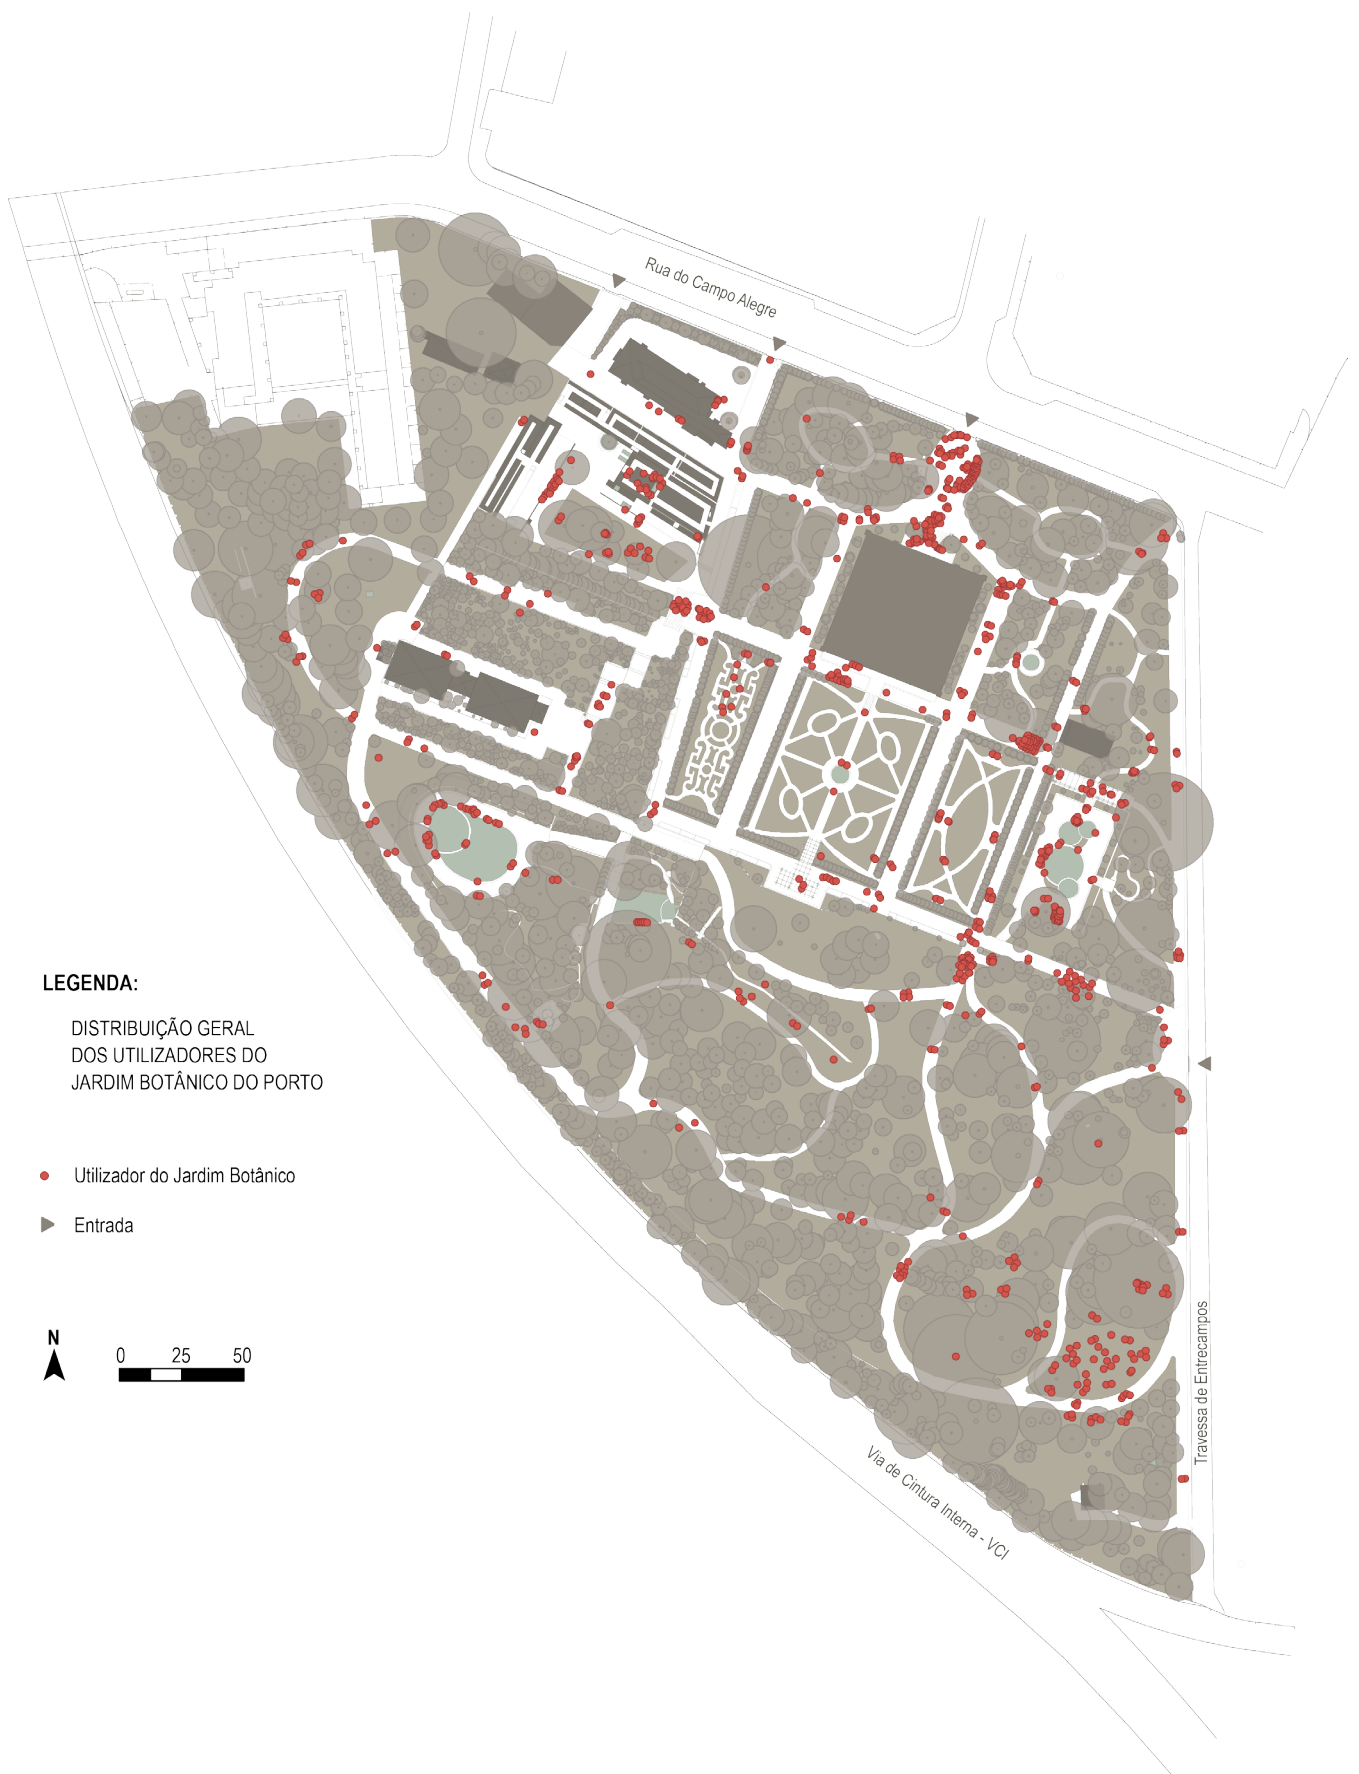 Rua do Campo Alegre
LEGENDA:
DISTRIBUIÇÃO GERAL
DOS UTILIZADORES DO
JARDIM BOTÂNICO DO PORTO
Utilizador do Jardim Botânico
Entrada
N
0 25 50
Travessa de Entrecampos
Via de Cintura Interna - VCI